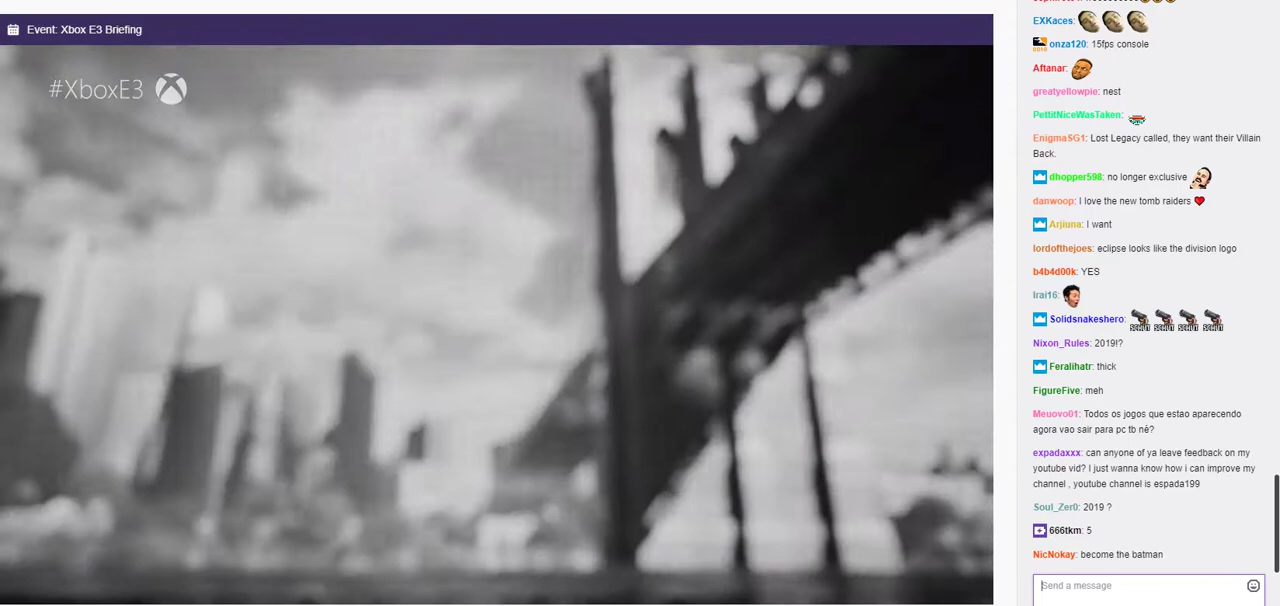 Event: Xbox E3 Briefing
#XboxE3
EXKaces:
onza120: 15fps console
Aftanar:
greatyellowpie: nest
PettitNiceWasTaken:
EnigmaSG1: Lost Legacy called, they want their Villain
Back.
dhopper598: no longer exclusive
danwoop: I love the new tomb raiders
Arjiuna: I want
lordofthejoes: eclipse looks like the division logo
b4b4d00k: YES
Irai16:
Solidsnakeshero:
Nixon_Rules: 2019!?
Feralihatr: thick
FigureFive: meh
Meuovo01: Todos os jogos que estao aparecendo
agora vao sair para pc tb nê?
expadaxxx: can anyone of ya leave feedback on my
youtube vid? I just wanna know how i can improve my
channel , youtube channel is espada199
Soul_Zer0: 2019 ?
666tkm: 5
NicNokay: become the batman
Send a message